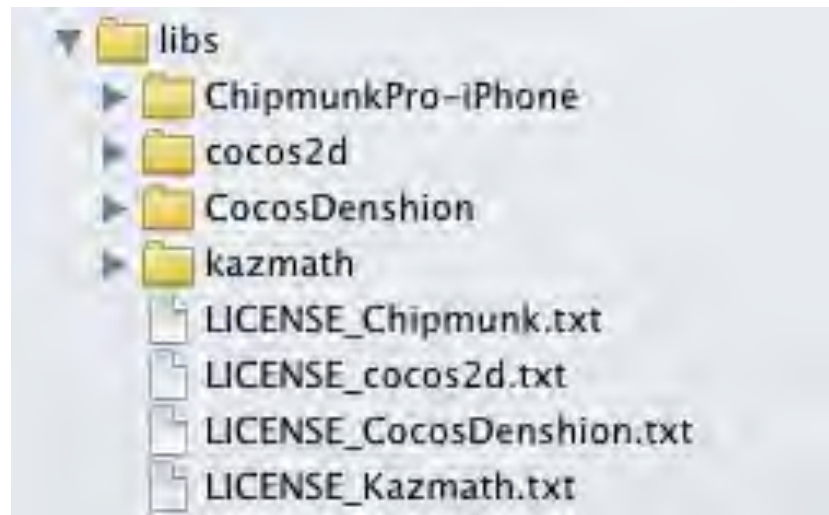 libs
ChipmunkPro-iPhone
cocos2d
CocosDenshion
kazmath
LICENSE_Chipmunk.txt
LICENSE_cocos2d.txt
LICENSE_CocosDenshion.txt
LICENSE_Kazmath.txt